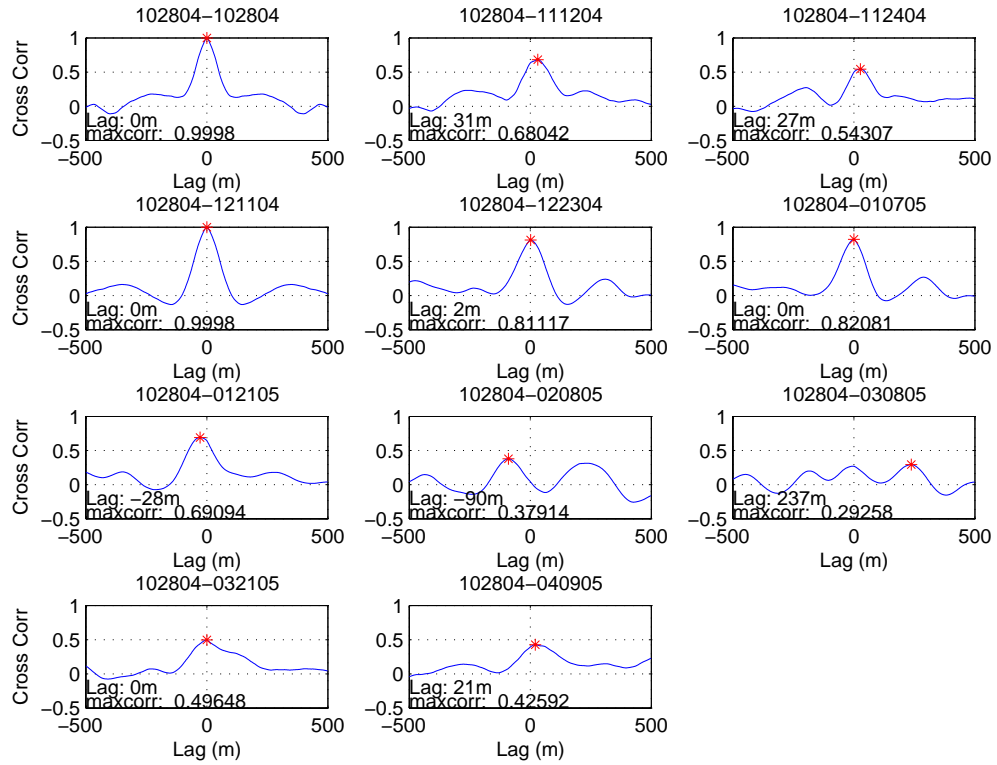 102804−102804
102804−111204
102804−112404
Cross Corr
1
0.5
0
−0.5
Lag: 0m
maxcorr: 0.9998
−500
0
500
Lag (m)
1
0.5
0
−0.5
Lag: 31m
maxcorr: 0.68042
−500
0
500
Lag (m)
1
0.5
0
−0.5
Lag: 27m
maxcorr: 0.54307
−500
0
500
Lag (m)
102804−121104
102804−122304
102804−010705
Cross Corr
1
0.5
0
−0.5
Lag: 0m
maxcorr: 0.9998
−500
0
500
Lag (m)
1
0.5
0
−0.5
Lag: 2m
maxcorr: 0.81117
−500
0
500
Lag (m)
1
0.5
0
−0.5
Lag: 0m
maxcorr: 0.82081
−500
0
500
Lag (m)
102804−012105
102804−020805
102804−030805
Cross Corr
1
0.5
0
−0.5
Lag: −28m
maxcorr: 0.69094
−500
0
500
Lag (m)
1
0.5
0
−0.5
Lag: −90m
maxcorr: 0.37914
−500
0
500
Lag (m)
1
0.5
0
−0.5
Lag: 237m
maxcorr: 0.29258
−500
0
500
Lag (m)
102804−032105
102804−040905
Cross Corr
1
0.5
0
−0.5
Lag: 0m
maxcorr: 0.49648
−500
0
500
Lag (m)
1
0.5
0
−0.5
Lag: 21m
maxcorr: 0.42592
−500
0
500
Lag (m)